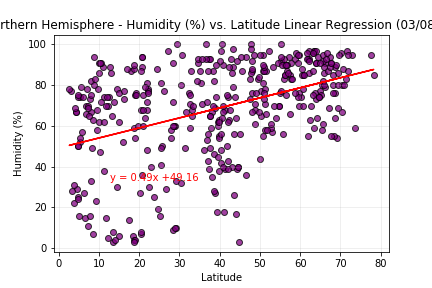 rthern Hemisphere - Humidity (%) vs. Latitude Linear Regression (03/08
100
80
60
40
20
0
Humidity (%)
y = 0.49x +49.16
0 10 20 30 40 50 60 70 80
Latitude